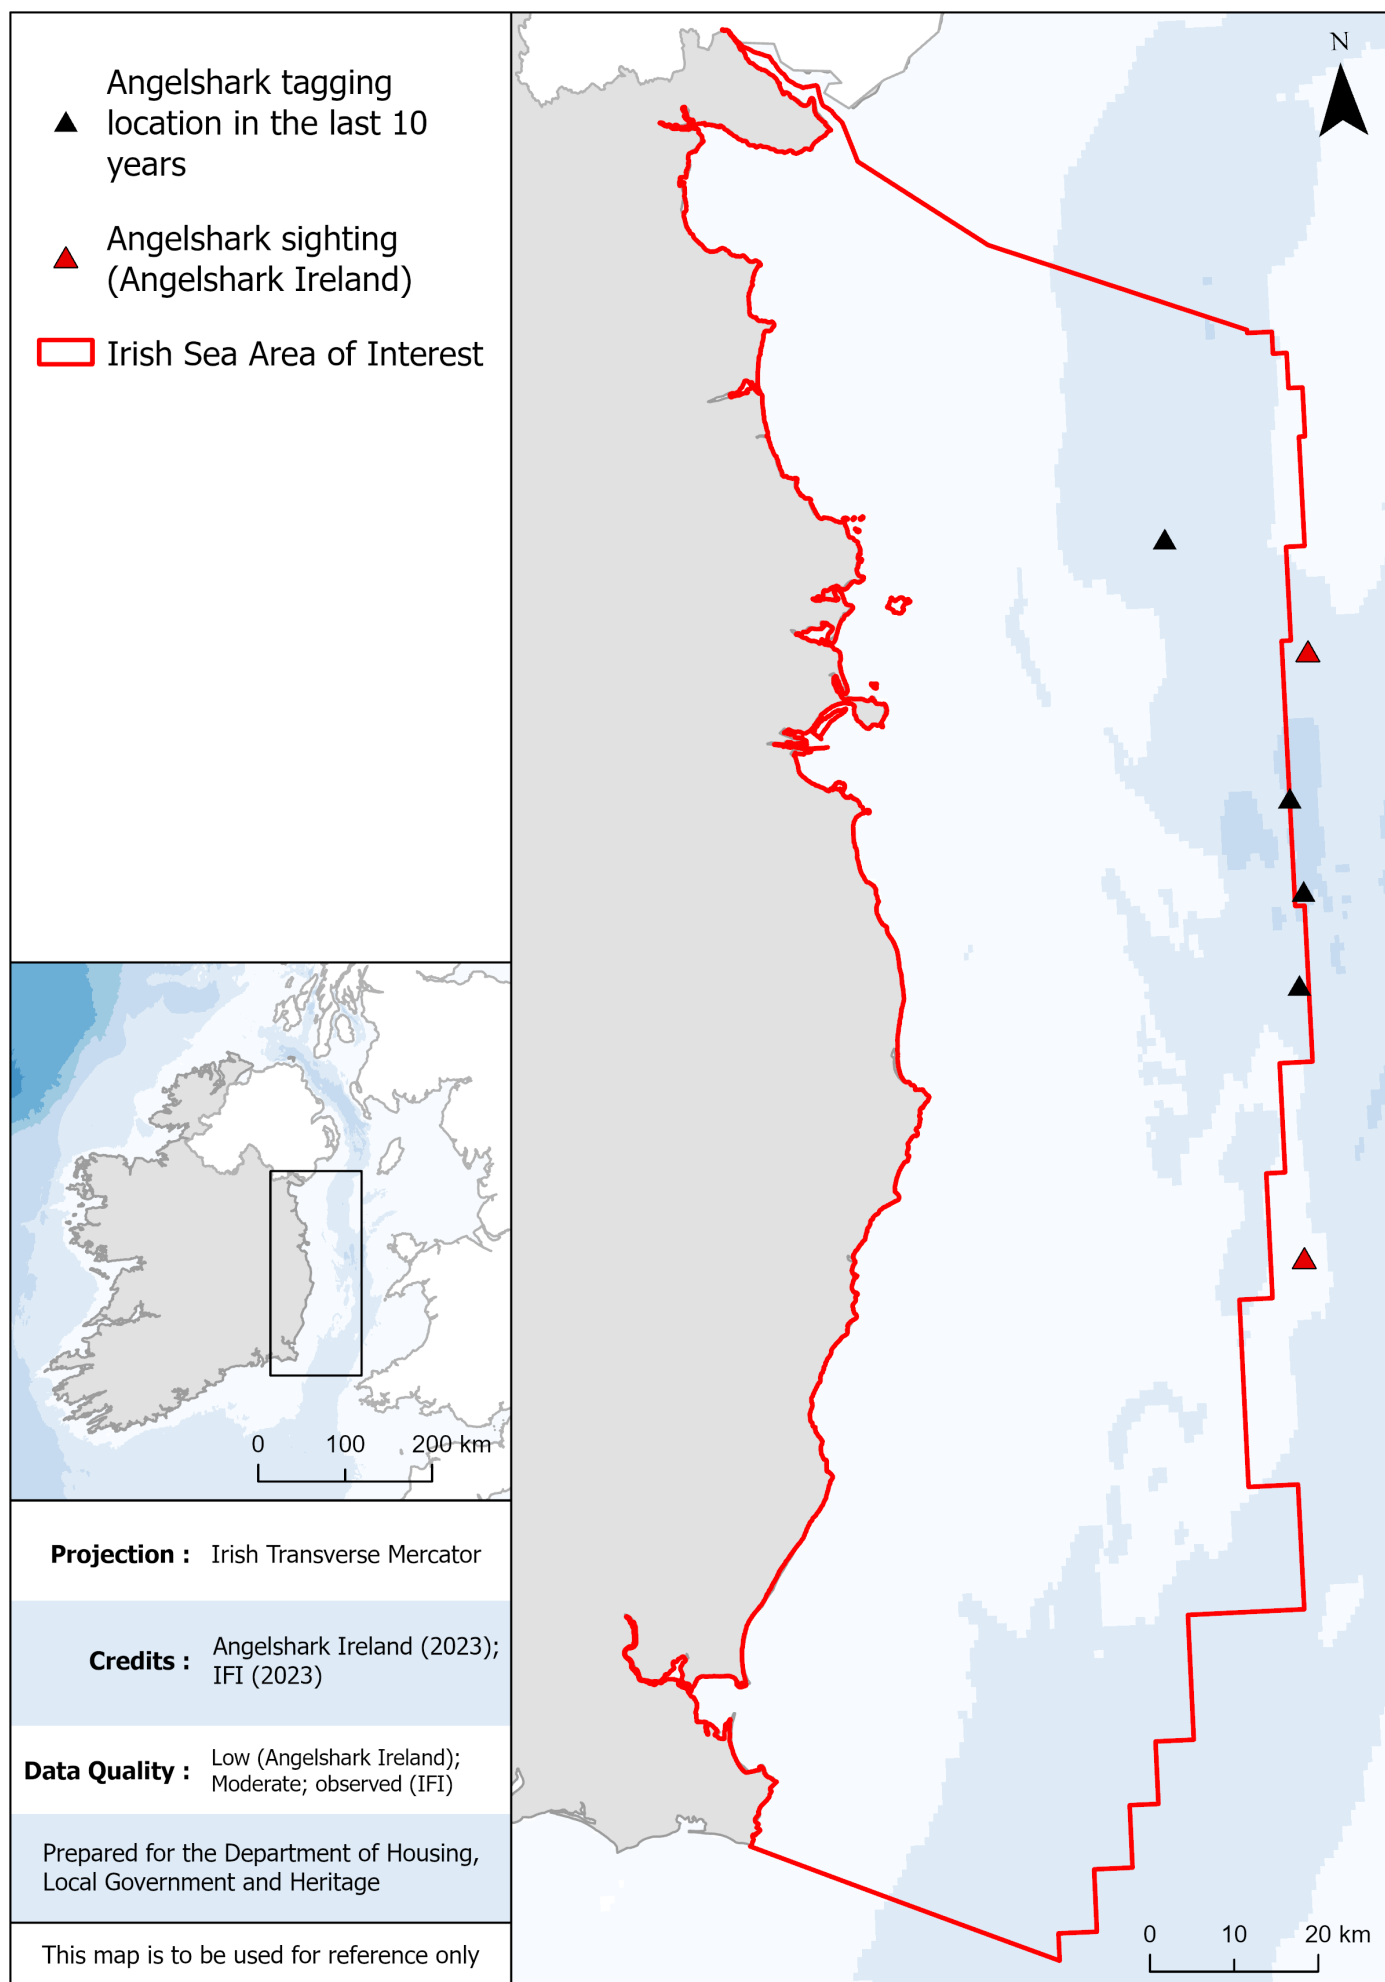 Angelshark tagging
location in the last 10
years
Angelshark sighting
(Angelshark Ireland)
Irish Sea Area of Interest
N
0 100 200 km
Projection : Irish Transverse Mercator
Credits : Angelshark Ireland (2023);
IFI (2023)
Data Quality : Low (Angelshark Ireland);
Moderate; observed (IFI)
Prepared for the Department of Housing,
Local Government and Heritage
This map is to be used for reference only
0 10 20 km